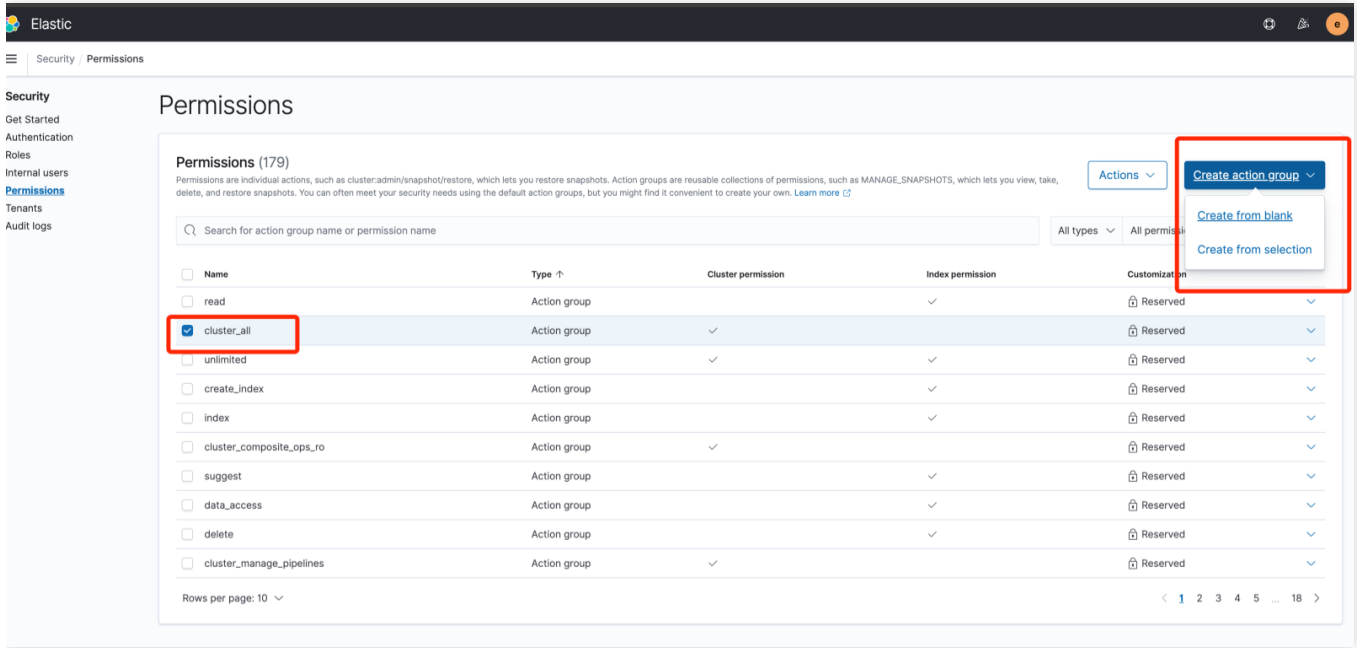 Elastic
e
Security / Permissions
Security
Get Started
Authentication
Roles
Internal users
Permissions
Tenants
Audit logs
Permissions
Permissions (179)
Permissions are individual actions, such as cluster:admin/snapshot/restore, which lets you restore snapshots. Action groups are reusable collections of permissions, such as MANAGE_SNAPSHOTS, which lets you view, take,
delete, and restore snapshots. You can often meet your security needs using the default action groups, but you might find it convenient to create your own. Learn more
Actions
Create action group
Create from blank
Create from selection
Search for action group name or permission name
All types
All permissi
Name Type Cluster permission Index permission Customization
read Action group Reserved
cluster_all Action group Reserved
unlimited Action group Reserved
create_index Action group Reserved
index Action group Reserved
cluster_composite_ops_ro Action group Reserved
suggest Action group Reserved
data_access Action group Reserved
delete Action group Reserved
cluster_manage_pipelines Action group Reserved
Rows per page: 10
< 1 2 3 4 5 ... 18 >